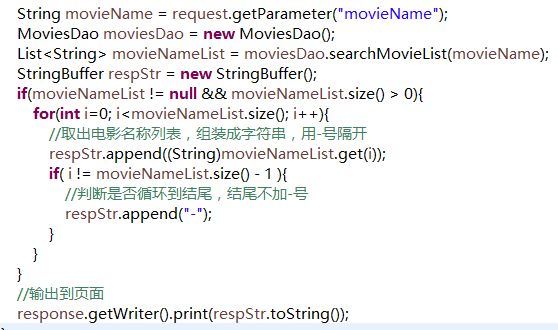 String movieName = request.getParameter("movieName");
MoviesDao moviesDao = new MoviesDao();
List<String> movieNameList = moviesDao.searchMovieList(movieName);
StringBuffer respStr = new StringBuffer();
if(movieNameList != null && movieNameList.size() > 0){
for(int i=0; i<movieNameList.size(); i++){
//取出电影名称列表，组装成字符串，用-号隔开
respStr.append((String)movieNameList.get(i));
if( i != movieNameList.size() - 1 ){
//判断是否循环到结尾，结尾不加-号
respStr.append("-");
}
}
}
//输出到页面
response.getWriter().print(respStr.toString());